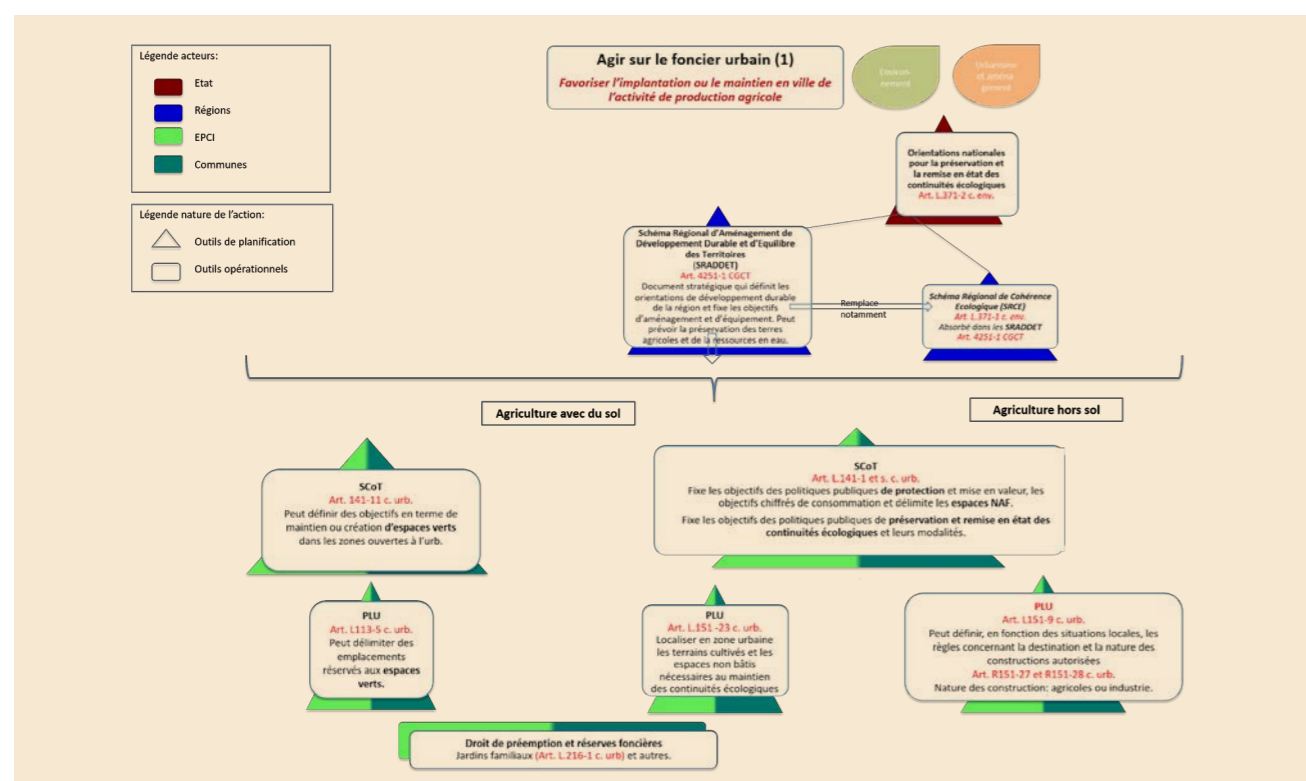 Légende acteurs:
Etat
Régions
EPCI
Communes
Légende nature de l'action:
Outils de planification
Outils opérationnels
Agir sur le foncier urbain (1)
Favoriser l'implantation ou le maintien en ville de
l'activité de production agricole
Environ-
nement
Urbanisme
et aména
gement
Orientations nationales
pour la préservation et
la remise en état des
continuités écologiques
Art. L.371-2 c. env.
Schéma Régional d'Aménagement de
Développement Durable et d'Equilibre
des Territoires
(SRADDET)
Art. 4251-1 CGCT
Document stratégique qui définit les
orientations de développement durable
de la région et fixe les objectifs
d'aménagement et d'équipement. Peut
prévoir la préservation des terres
agricoles et de la ressources en eau.
Remplace
notamment
Schéma Régional de Cohérence
Ecologique (SRCE)
Art. L.371-1 c. env.
Absorbé dans les SRADDET
Art. 4251-1 CGCT
Agriculture avec du sol
Agriculture hors sol
SCoT
Art. 141-11 c. urb.
Peut définir des objectifs en terme de
maintien ou création d'espaces verts
dans les zones ouvertes à l'urb.
SCoT
Art. L.141-1 et s. c. urb.
Fixe les objectifs des politiques publiques de protection et mise en valeur, les
objectifs chiffrés de consommation et délimite les espaces NAF.
Fixe les objectifs des politiques publiques de préservation et remise en état des
continuités écologiques et leurs modalités.
PLU
Art. L113-5 c. urb.
Peut délimiter des
emplacements
réservés aux espaces
verts.
PLU
Art. L.151 -23 c. urb.
Localiser en zone urbaine
les terrains cultivés et les
espaces non bâtis
nécessaires au maintien
des continuités écologiques
PLU
Art. L151-9 c. urb.
Peut définir, en fonction des situations locales, les
règles concernant la destination et la nature des
constructions autorisées
Art. R151-27 et R151-28 c. urb.
Nature des construction: agricoles ou industrie.
Droit de préemption et réserves foncières
Jardins familiaux (Art. L.216-1 c. urb) et autres.